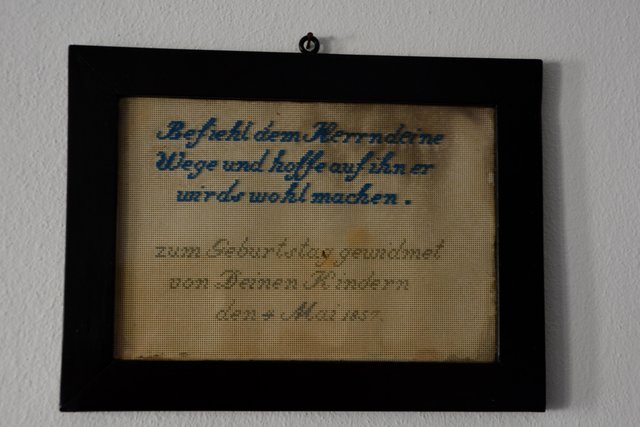 Befiehl dem Herrn deine
Wege und hoffe auf ihn er
wirds wohl machen.
zum Geburtstag gewidmet
von Deinen Kindern
den 4 Mai 1857.